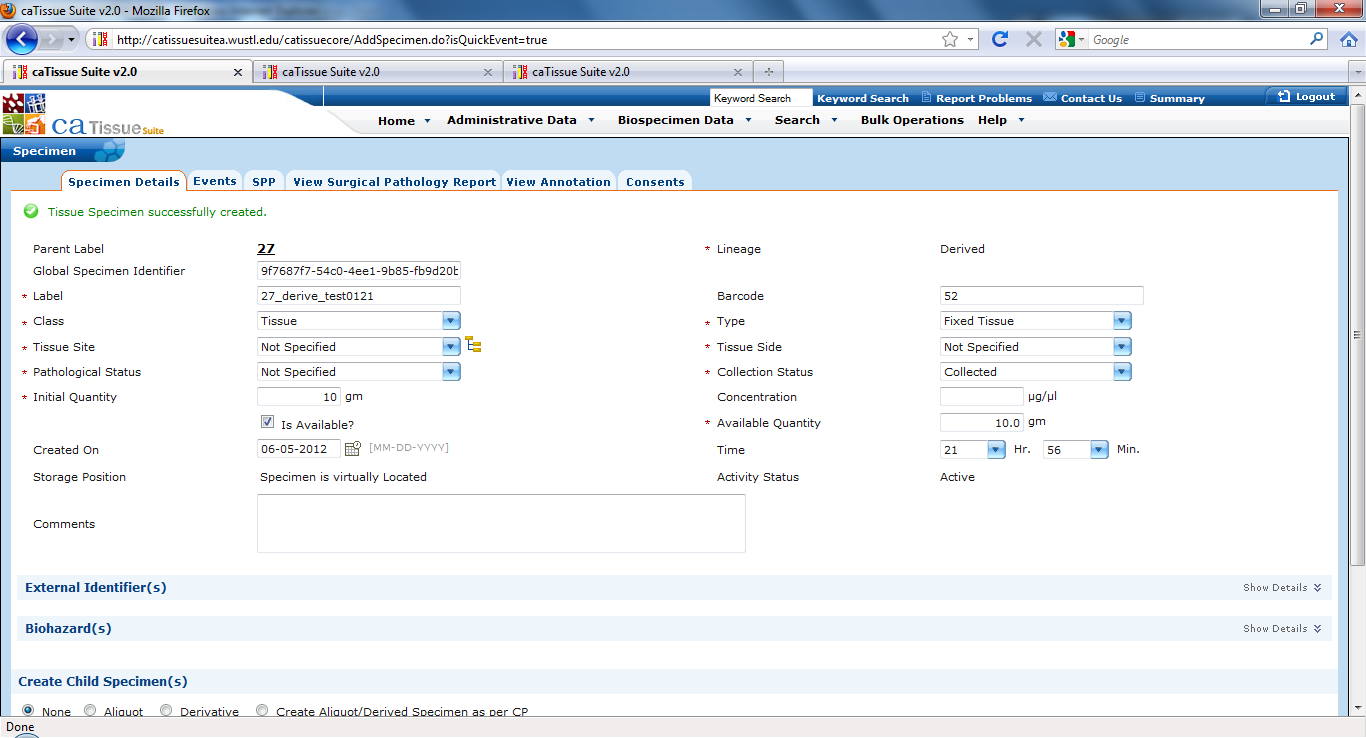 caTissue Suite v2.0 - Mozilla Firefox
http://catissuesuitea.wustl.edu/catissuecore/AddSpecimen.do?isQuickEvent=true
Google
caTissue Suite v2.0
caTissue Suite v2.0
caTissue Suite v2.0
Keyword Search Keyword Search Report Problems Contact Us Summary Logout
ca Tissue Suite
Home Administrative Data Biospecimen Data Search Bulk Operations Help
Specimen
Specimen Details Events SPP View Surgical Pathology Report View Annotation Consents
Tissue Specimen successfully created.
Parent Label 27 * Lineage Derived
Global Specimen Identifier 9f7687f7-54c0-4ee1-9b85-fb9d20b
* Label 27_derive_test0121 Barcode 52
* Class Tissue * Type Fixed Tissue
* Tissue Site Not Specified * Tissue Side Not Specified
* Pathological Status Not Specified * Collection Status Collected
* Initial Quantity 10 gm Concentration µg/µl
Is Available? * Available Quantity 10.0 gm
Created On 06-05-2012 [MM-DD-YYYY] Time 21 Hr. 56 Min.
Storage Position Specimen is virtually Located Activity Status Active
Comments
External Identifier(s) Show Details
Biohazard(s) Show Details
Create Child Specimen(s)
None Aliquot Derivative Create Aliquot/Derived Specimen as per CP
Done